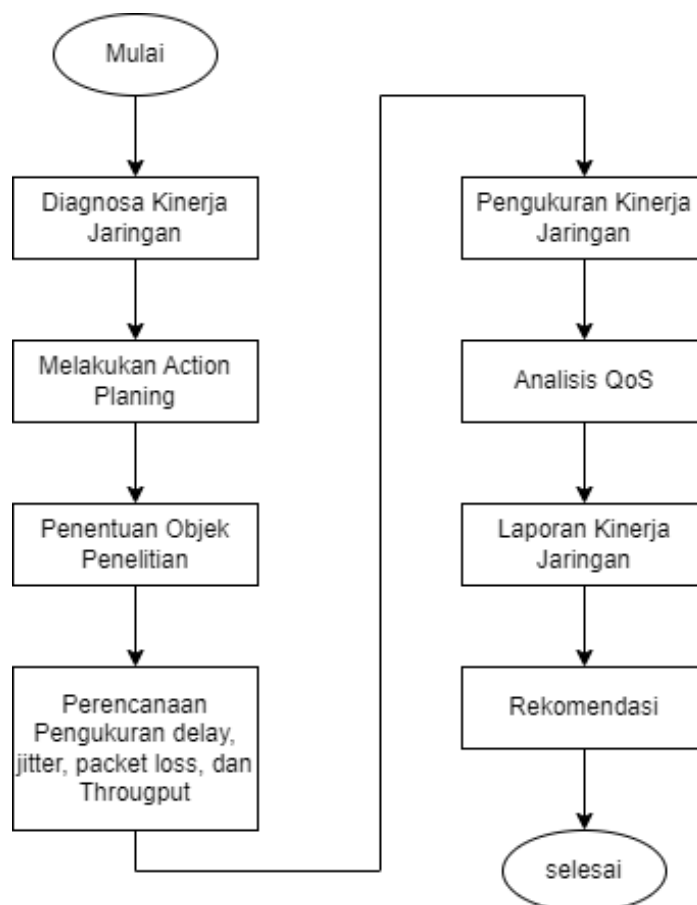 Mulai
Diagnosa Kinerja
Jaringan
Melakukan Action
Planing
Penentuan Objek
Penelitian
Perencanaan
Pengukuran delay,
jitter, packet loss, dan
Througput
Pengukuran Kinerja
Jaringan
Analisis QoS
Laporan Kinerja
Jaringan
Rekomendasi
selesai